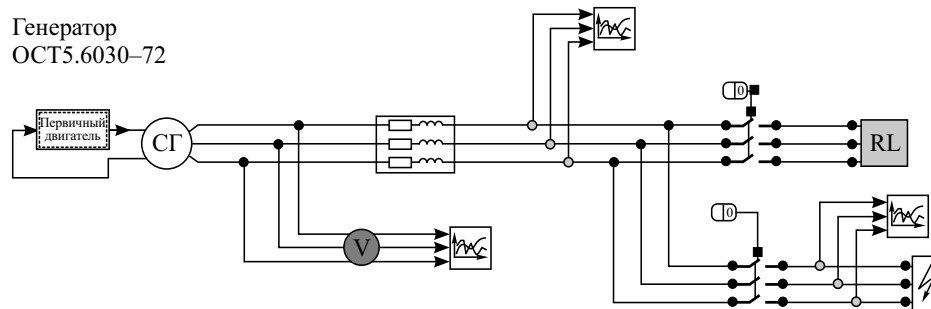 Генератор
ОСТ5.6030–72
0
Первичный
двигатель
СГ
RL
0
V